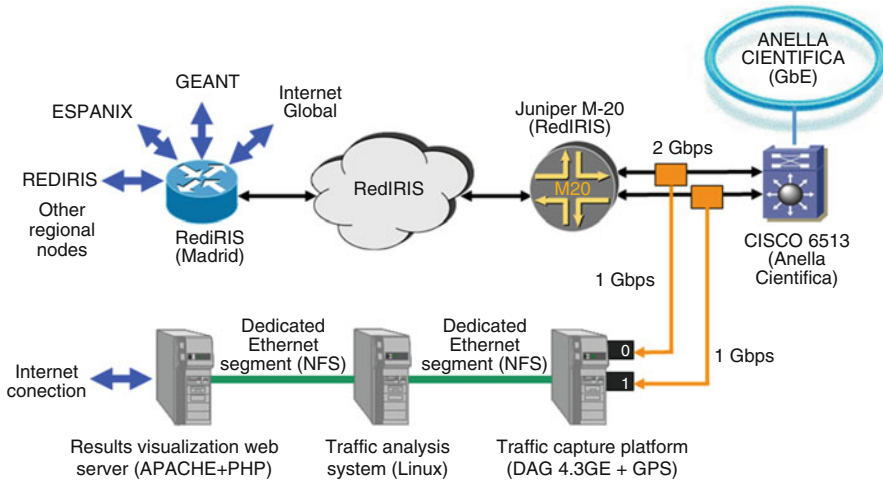 ANELLA
CIENTIFICA
(GbE)
GEANT
Internet
Global
ESPANIX
Juniper M-20
(RedIRIS)
2 Gbps
REDIRIS
RedIRIS
M20
Other
regional
nodes
RediRIS
(Madrid)
CISCO 6513
(Anella
Cientifica)
1 Gbps
Dedicated
Ethernet
segment (NFS)
Dedicated
Ethernet
segment (NFS)
0
1 Gbps
1
Internet
conection
Results visualization web
server (APACHE+PHP)
Traffic analysis
system (Linux)
Traffic capture platform
(DAG 4.3GE + GPS)